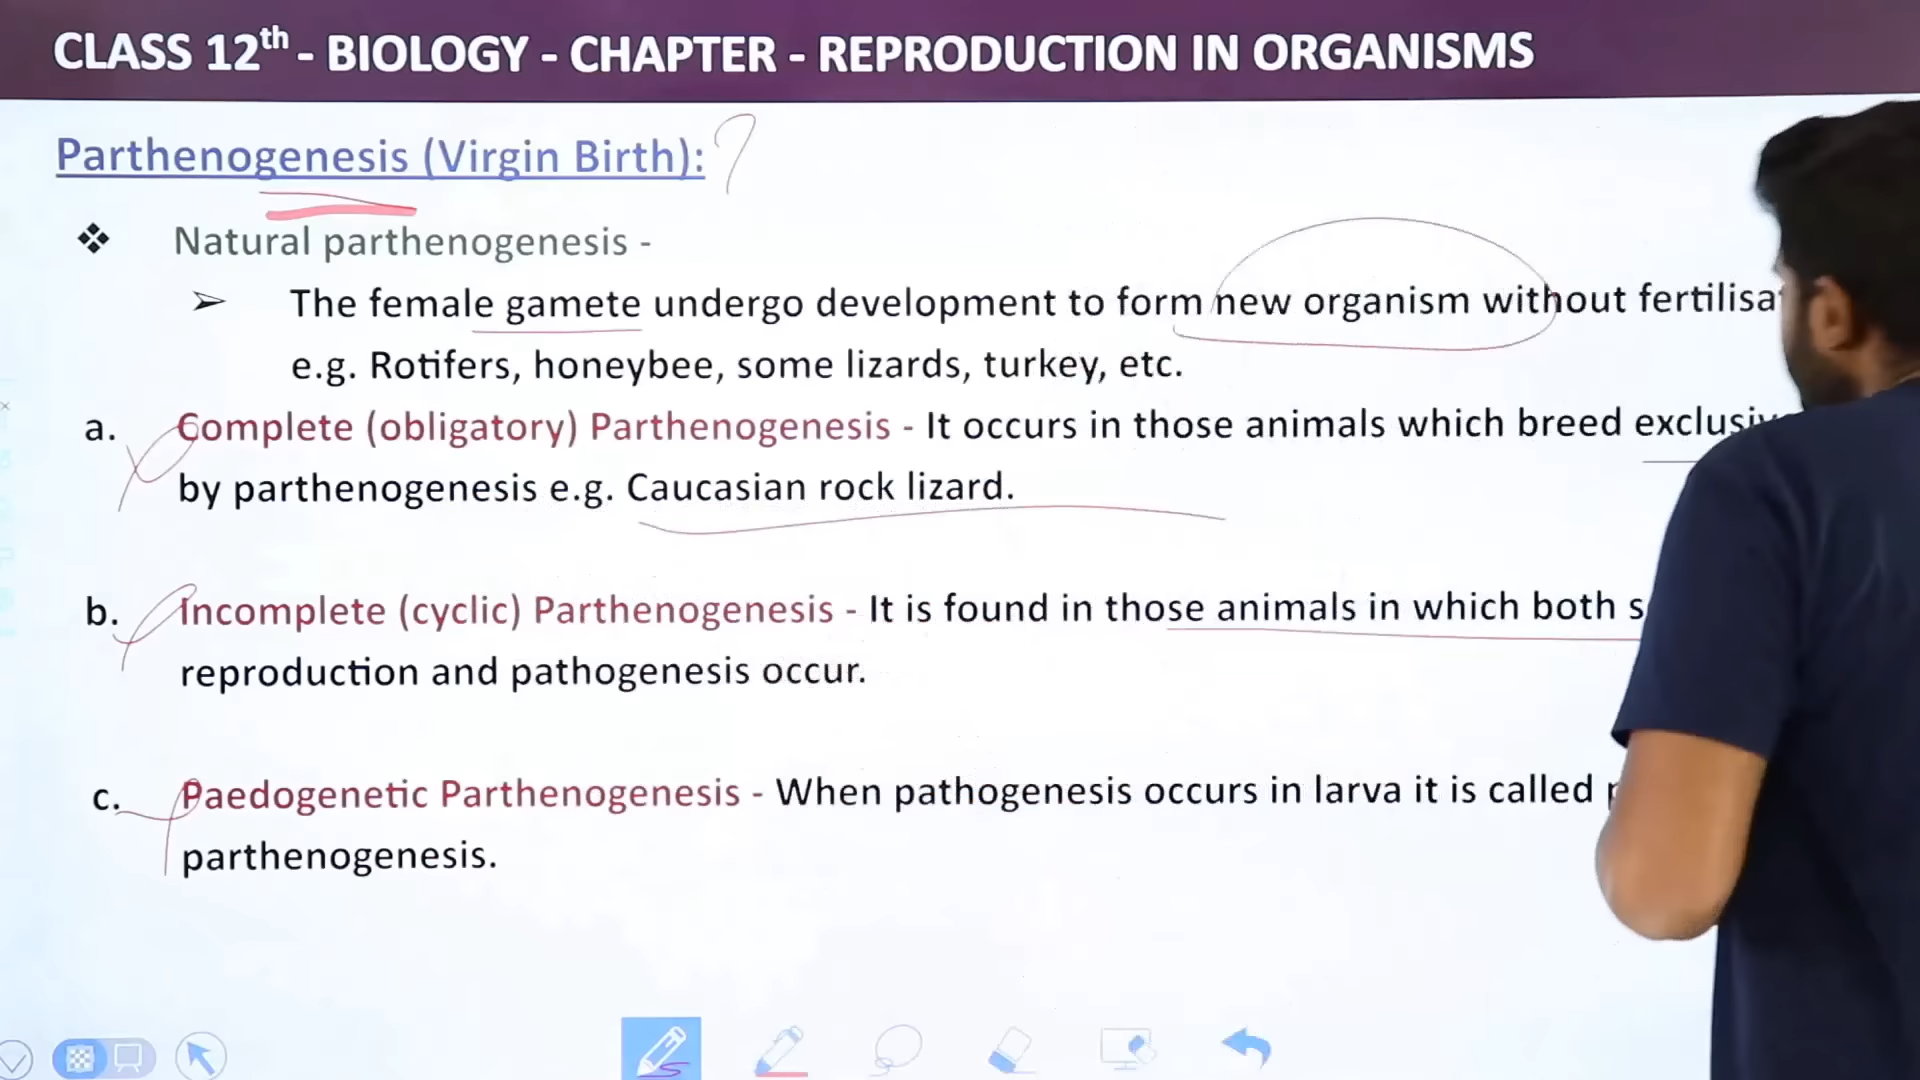 CLASS 12th - BIOLOGY - CHAPTER - REPRODUCTION IN ORGANISMS
Parthenogenesis (Virgin Birth):?
❖ Natural parthenogenesis -
➢ The female gamete undergo development to form new organism without
e.g. Rotifers, honeybee, some lizards, turkey, etc.
a. Complete (obligatory) Parthenogenesis - It occurs in those animals which breed
by parthenogenesis e.g. Caucasian rock lizard.
b. Incomplete (cyclic) Parthenogenesis - It is found in those animals in which both
reproduction and pathogenesis occur.
c. Paedogenetic Parthenogenesis - When pathogenesis occurs in larva it is called
parthenogenesis.